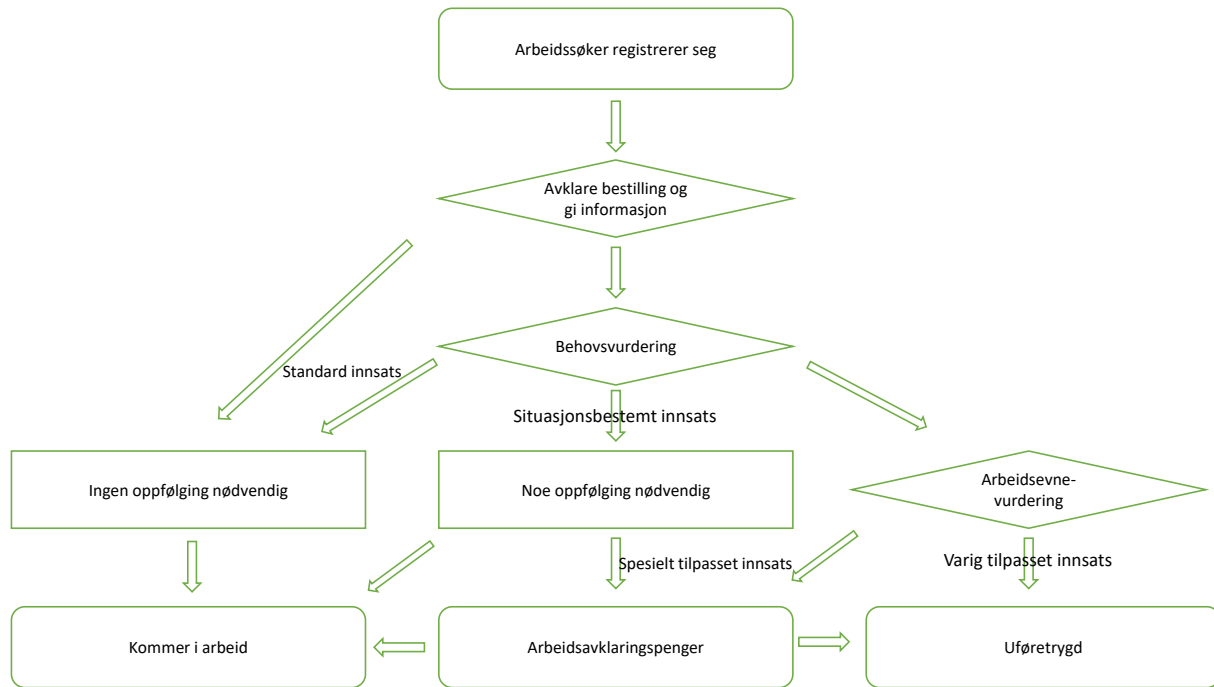 Arbeidssøker registrerer seg
Avklare bestilling og
gi informasjon
Behovsvurdering
Standard innsats
Situasjonsbestemt innsats
Ingen oppfølging nødvendig
Noe oppfølging nødvendig
Arbeidsevne-
vurdering
Spesielt tilpasset innsats
Varig tilpasset innsats
Kommer i arbeid
Arbeidsavklaringspenger
Uføretrygd